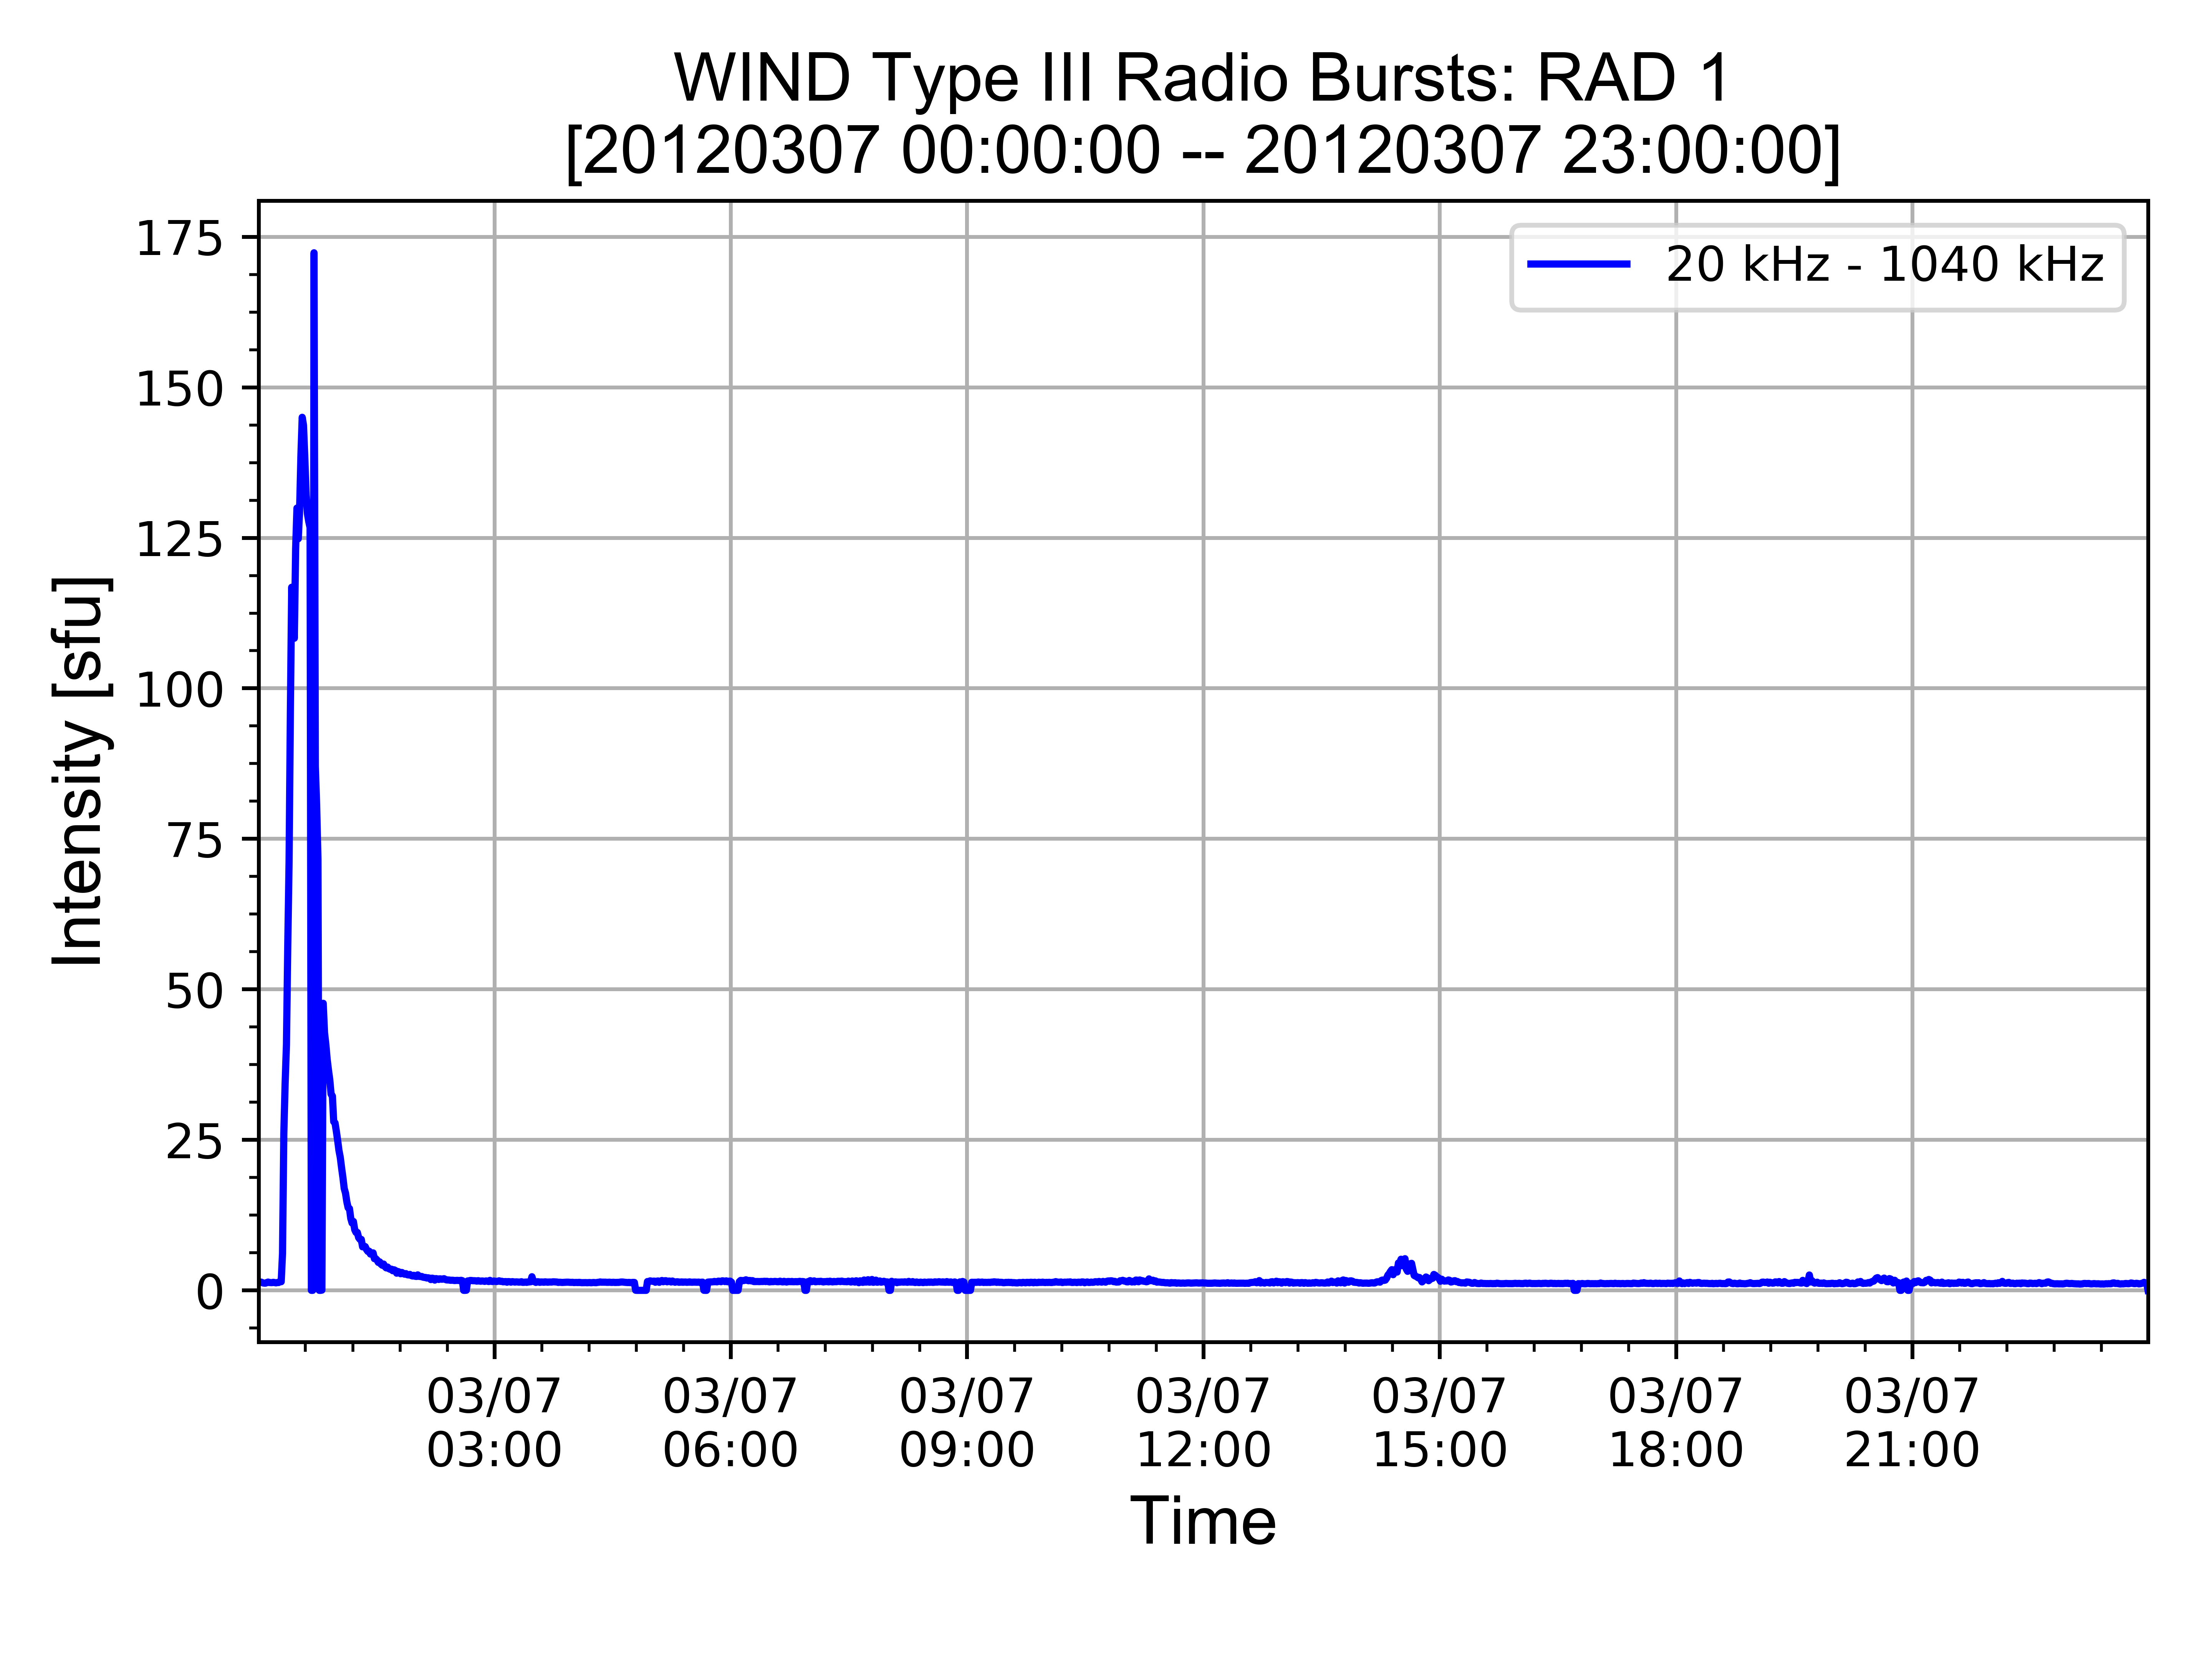 WIND Type III Radio Bursts: RAD 1
[20120307 00:00:00 -- 20120307 23:00:00]
20 kHz - 1040 kHz
175
150
125
100
75
50
25
0
Intensity [sfu]
03/07 03/07 03/07 03/07 03/07 03/07 03/07
03:00 06:00 09:00 12:00 15:00 18:00 21:00
Time